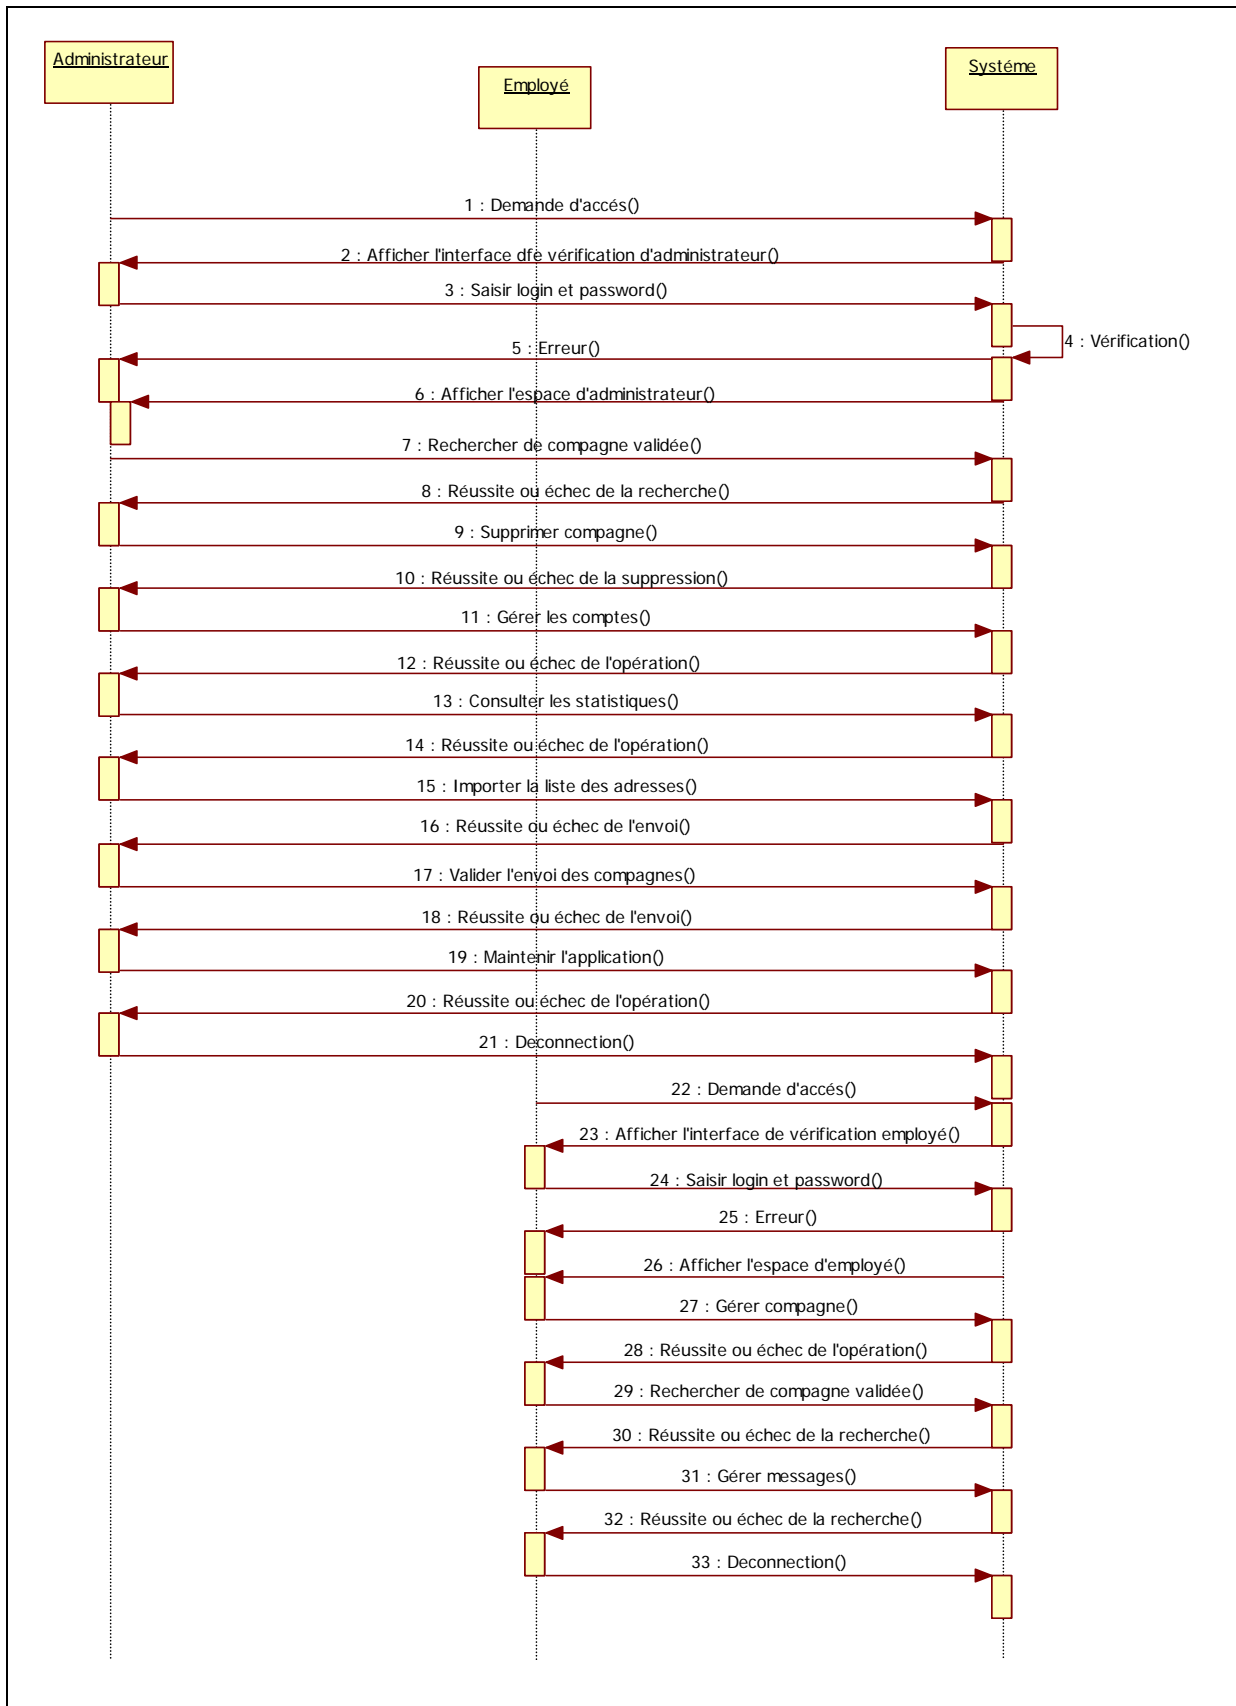 Administrateur
Employé
Systéme
1 : Demande d'accés()
2 : Afficher l'interface dfe vérification d'administrateur()
3 : Saisir login et password()
4 : Vérification()
5 : Erreur()
6 : Afficher l'espace d'administrateur()
7 : Rechercher de compagne validée()
8 : Réussite ou échec de la recherche()
9 : Supprimer compagne()
10 : Réussite ou échec de la suppression()
11 : Gérer les comptes()
12 : Réussite ou échec de l'opération()
13 : Consulter les statistiques()
14 : Réussite ou échec de l'opération()
15 : Importer la liste des adresses()
16 : Réussite ou échec de l'envoi()
17 : Valider l'envoi des compagnes()
18 : Réussite ou échec de l'envoi()
19 : Maintenir l'application()
20 : Réussite ou échec de l'opération()
21 : Deconnection()
22 : Demande d'accés()
23 : Afficher l'interface de vérification employé()
24 : Saisir login et password()
25 : Erreur()
26 : Afficher l'espace d'employé()
27 : Gérer compagne()
28 : Réussite ou échec de l'opération()
29 : Rechercher de compagne validée()
30 : Réussite ou échec de la recherche()
31 : Gérer messages()
32 : Réussite ou échec de la recherche()
33 : Deconnection()